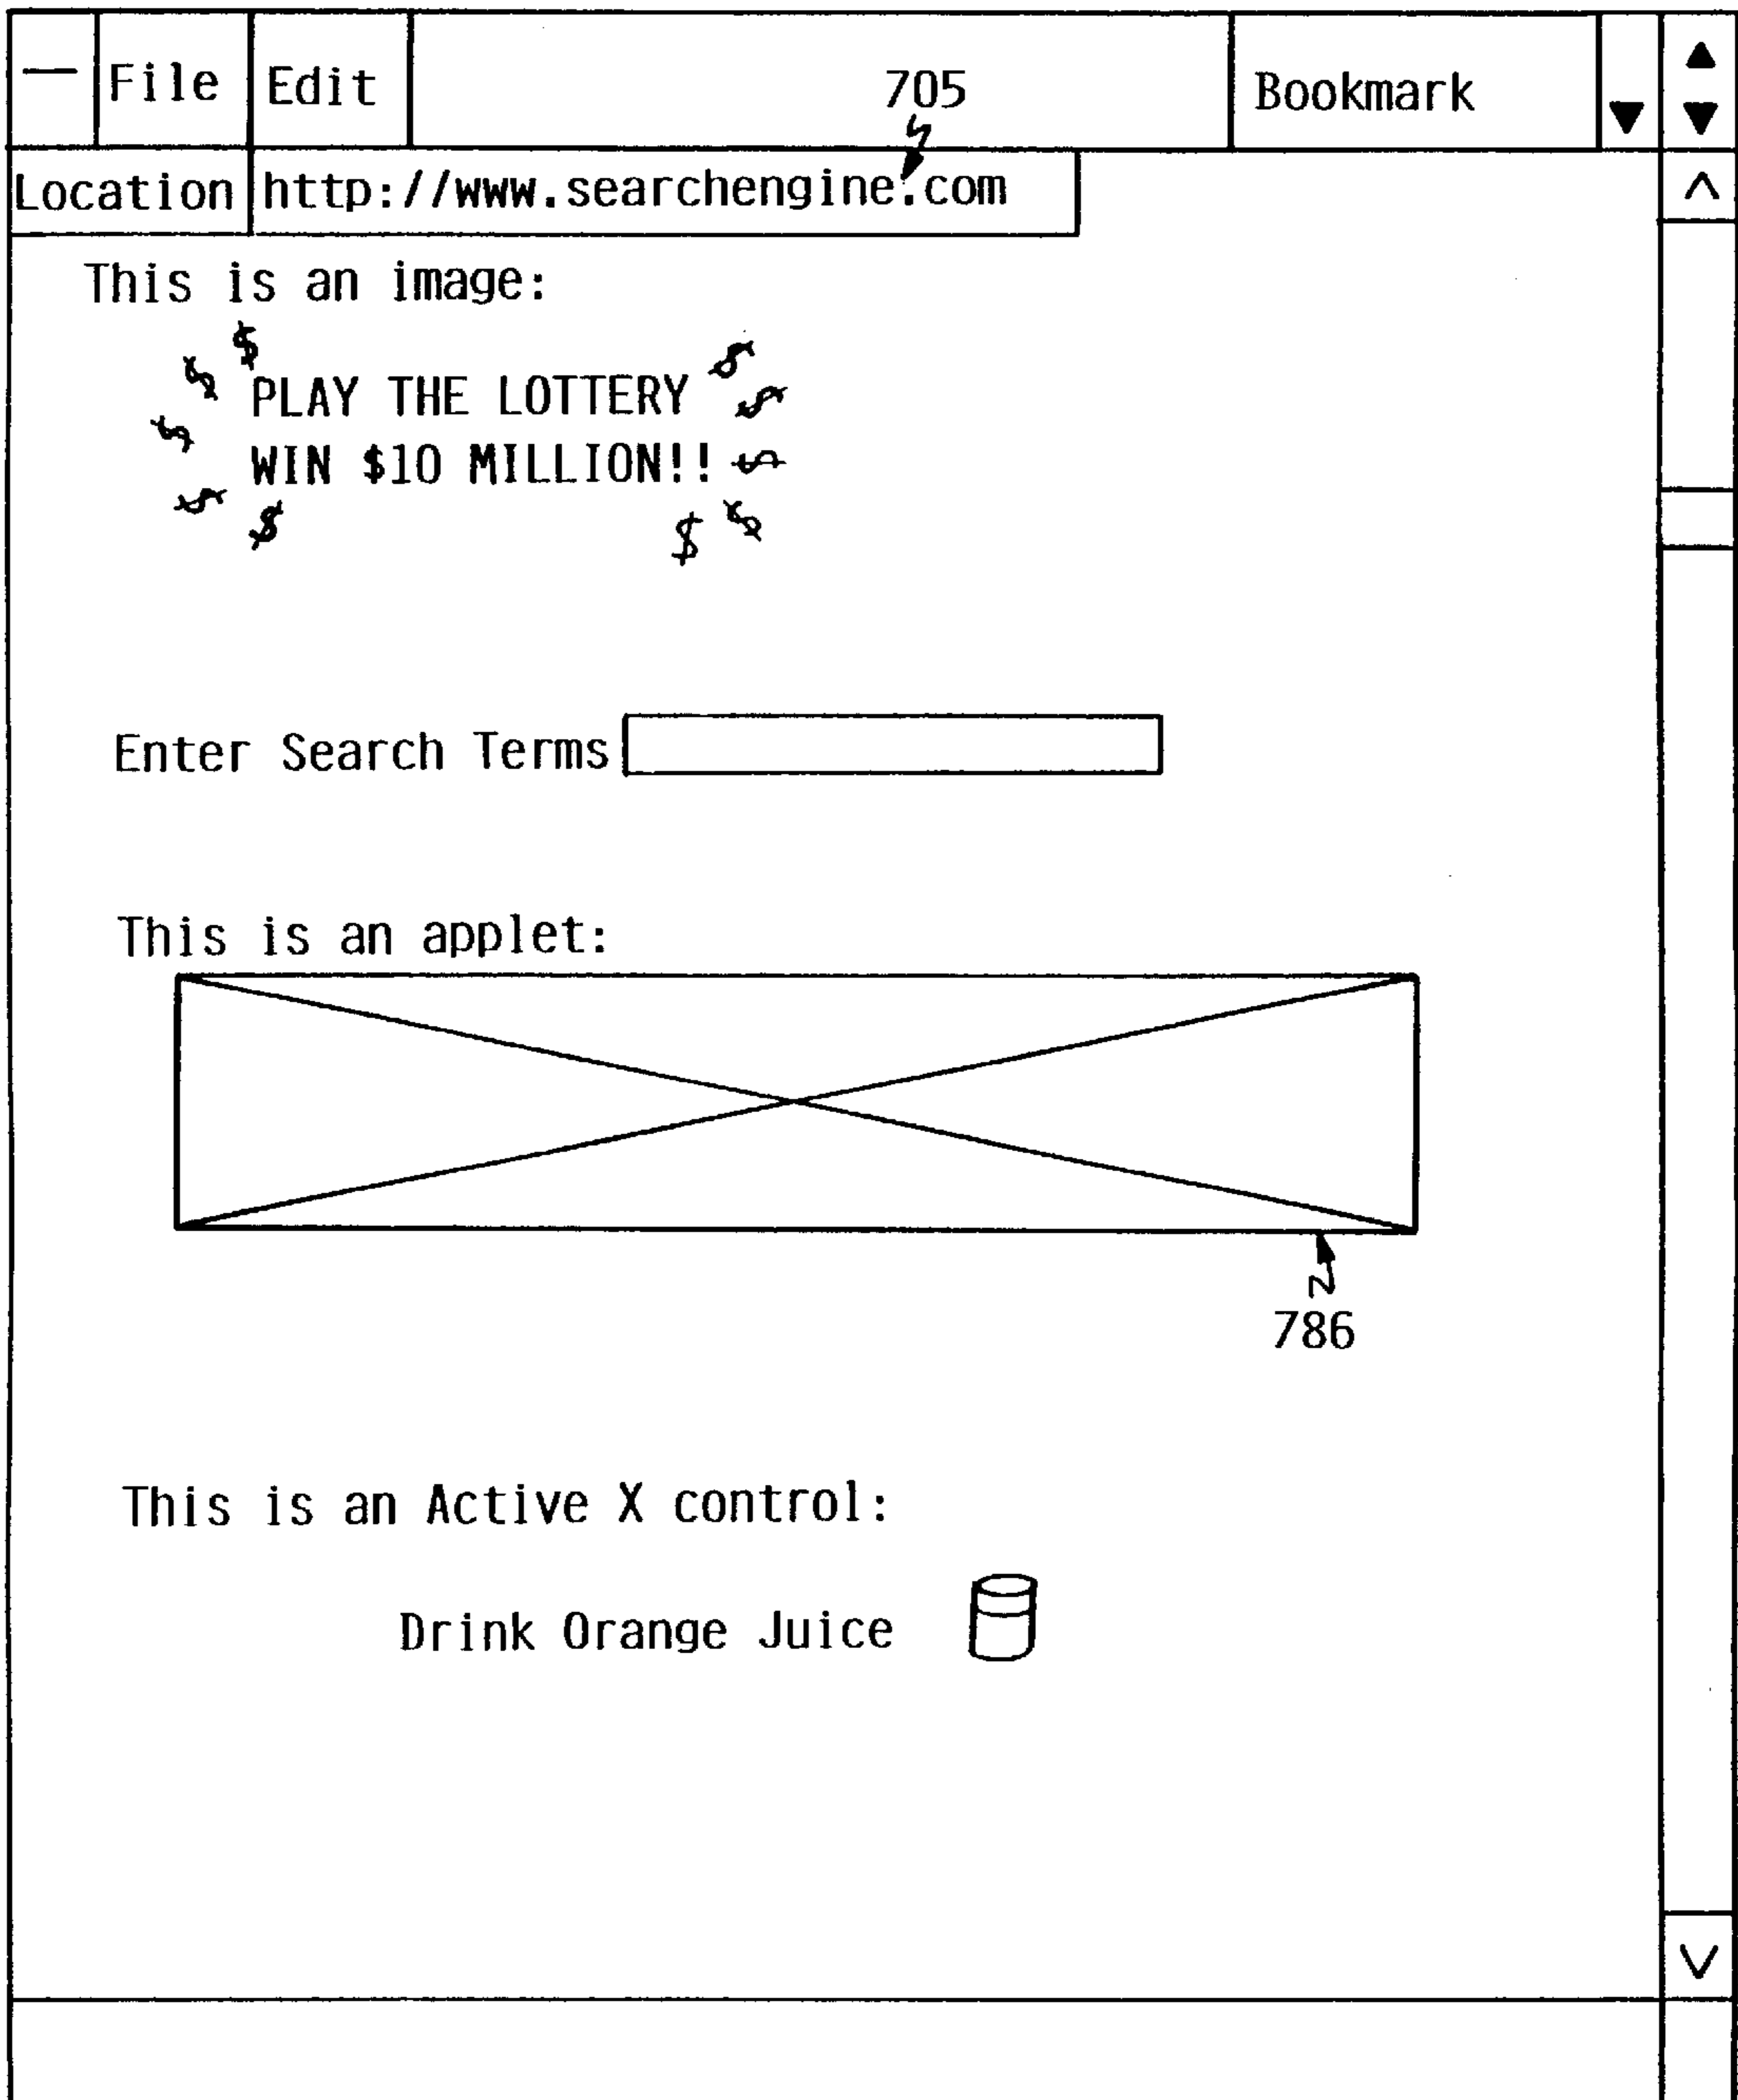 File Edit 705 Bookmark
Location http://www.searchengine.com
This is an image:
$ $ $ $ $ $ $ $ $ $
PLAY THE LOTTERY
WIN $10 MILLION!!
Enter Search Terms
This is an applet:
786
This is an Active X control:
Drink Orange Juice